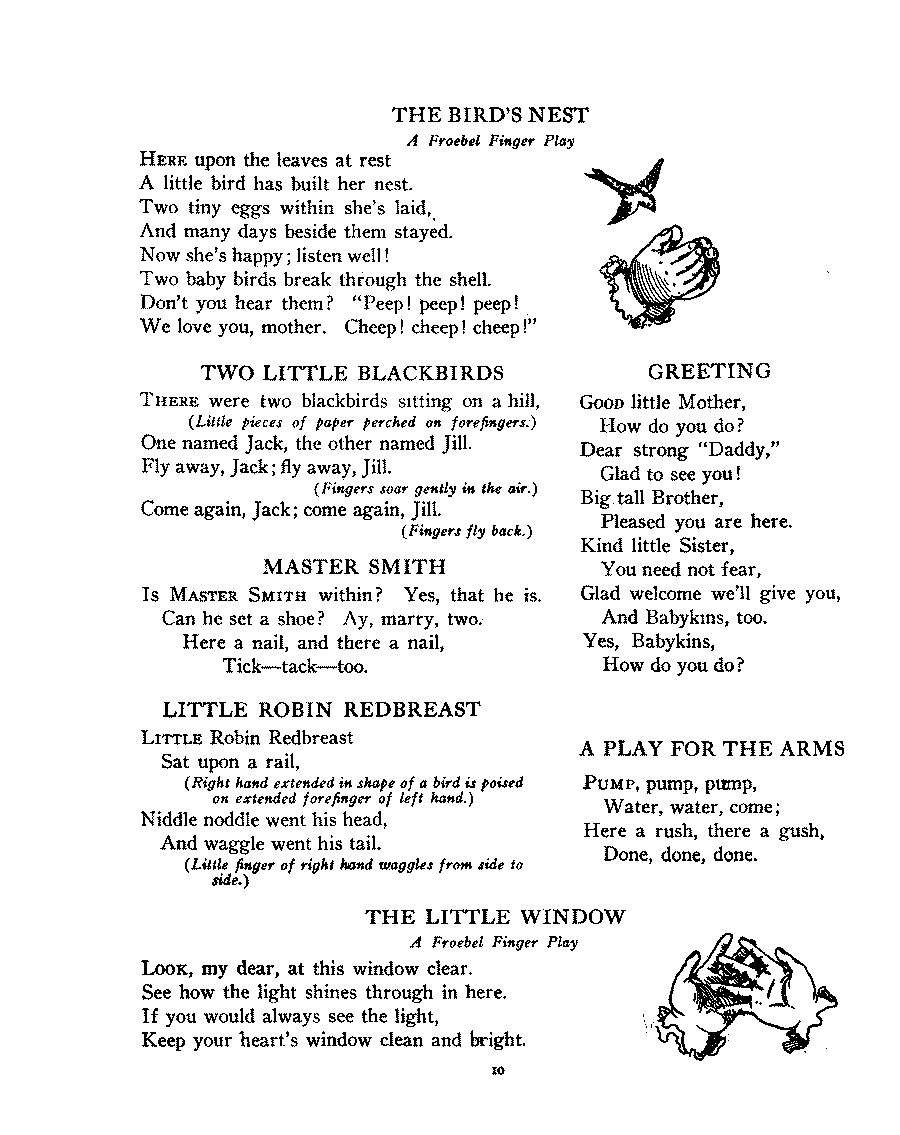 THE BIRD'S NEST
A Froebel Finger Play
HERE upon the leaves at rest
A little bird has built her nest.
Two tiny eggs within she's laid,
And many days beside them stayed.
Now she's happy; listen well!
Two baby birds break through the shell.
Don't you hear them? "Peep! peep! peep!
We love you, mother. Cheep! cheep! cheep!"
TWO LITTLE BLACKBIRDS
THERE were two blackbirds sitting on a hill,
(Little pieces of paper perched on forefingers.)
One named Jack, the other named Jill.
Fly away, Jack; fly away, Jill.
(Fingers soar gently in the air.)
Come again, Jack; come again, Jill.
(Fingers fly back.)
MASTER SMITH
Is MASTER SMITH within? Yes, that he is.
Can he set a shoe? Ay, marry, two.
Here a nail, and there a nail,
Tick—tack—too.
LITTLE ROBIN REDBREAST
LITTLE Robin Redbreast
Sat upon a rail,
(Right hand extended in shape of a bird is poised
on extended forefinger of left hand.)
Niddle noddle went his head,
And waggle went his tail.
(Little finger of right hand waggles from side to
side.)
GREETING
GOOD little Mother,
How do you do?
Dear strong "Daddy,"
Glad to see you!
Big tall Brother,
Pleased you are here.
Kind little Sister,
You need not fear,
Glad welcome we'll give you,
And Babykins, too.
Yes, Babykins,
How do you do?
A PLAY FOR THE ARMS
PUMP, pump, pump,
Water, water, come;
Here a rush, there a gush,
Done, done, done.
THE LITTLE WINDOW
A Froebel Finger Play
LOOK, my dear, at this window clear.
See how the light shines through in here.
If you would always see the light,
Keep your heart's window clean and bright.
10